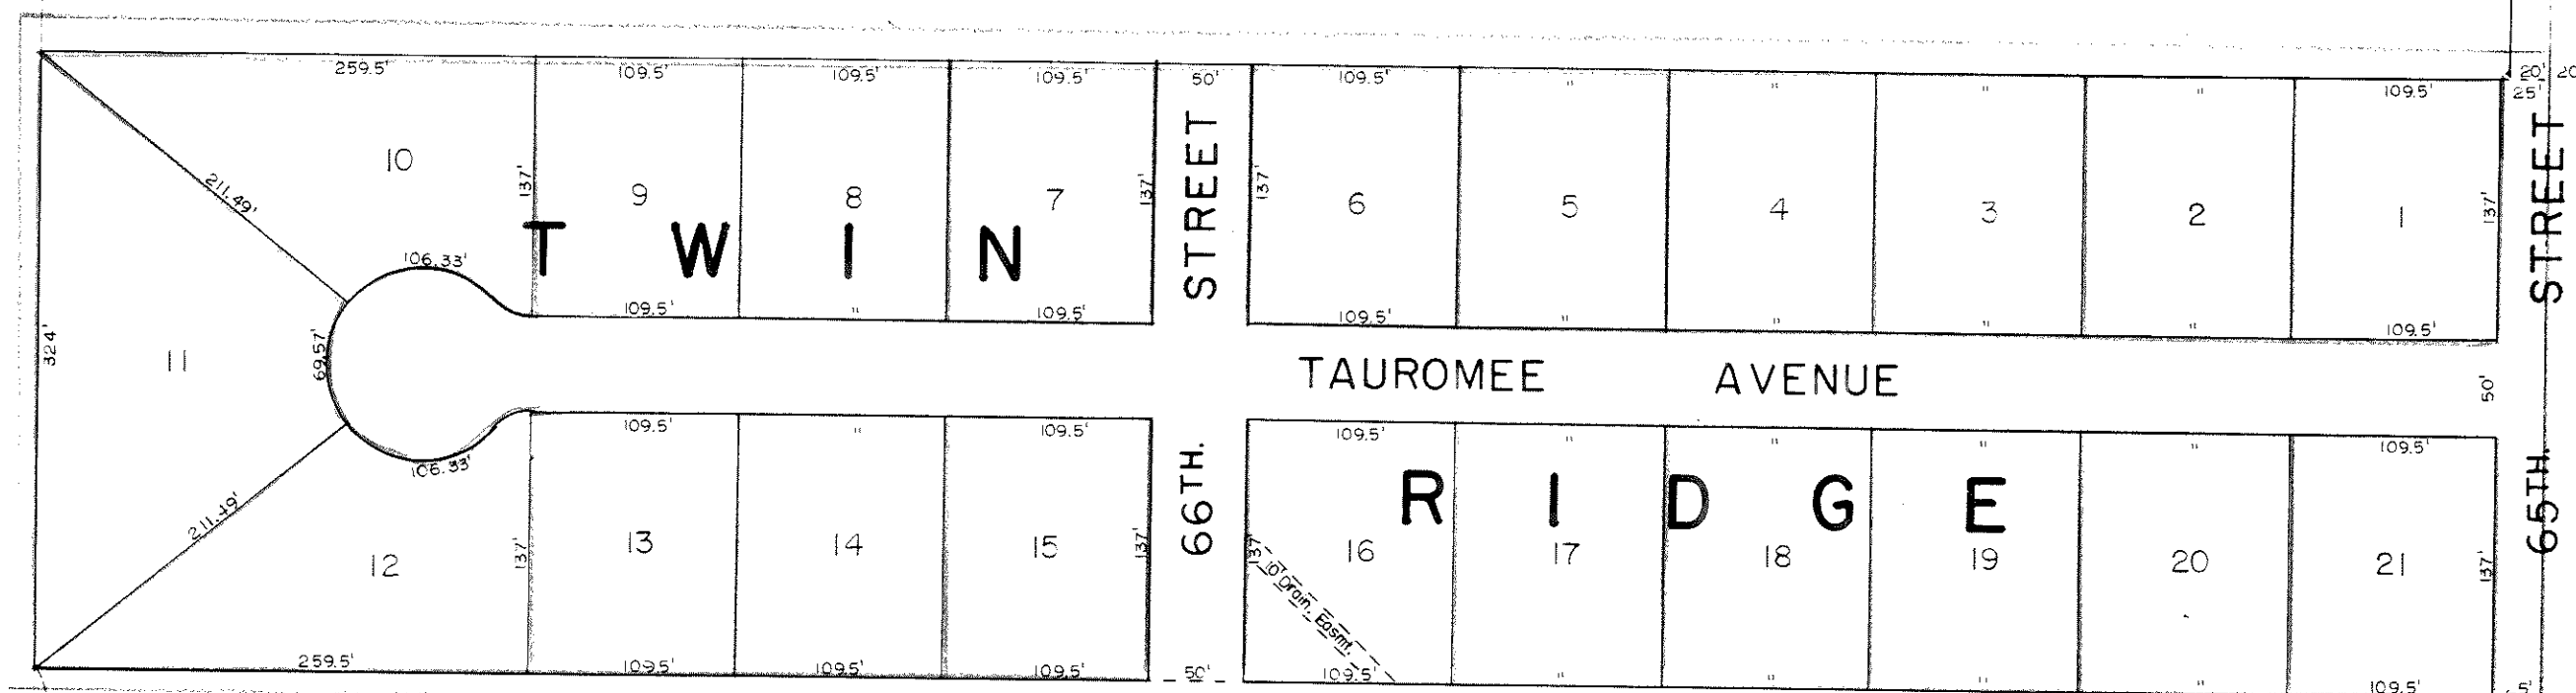 259.5' 109.5' 109.5' 109.5' 50' 109.5' " " " " 109.5' 20' 20
25'
10 9 8 7 6 5 4 3 2 1
137' 137' 137' 137'
211.49'
T W I N
STREET
STREET
106.33'
109.5' " 109.5' 109.5' " " " " 109.5'
324'
11
69.57'
TAUROMEE AVENUE
50'
109.5' " 109.5' 109.5' " " " " 109.5'
106.33'
66TH.
65TH.
R I D G E
211.49'
12 13 14 15 16 17 18 19 20 21
137' 137' 137' 137'
10' Drain. Easmt.
259.5' 109.5' 109.5' 109.5' 50' 109.5' " " " 109.5'